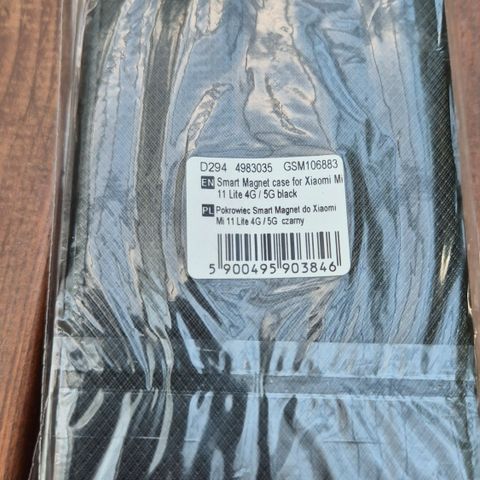 D294 4983035 GSM106883
EN Smart Magnet case for Xiaomi Mi
11 Lite 4G / 5G black
PL Pokrowiec Smart Magnet do Xiaomi
Mi 11 Lite 4G / 5G czarny
5 900495 903846